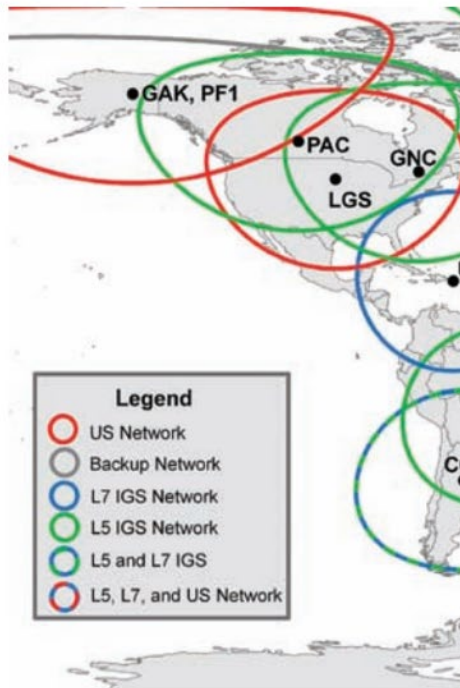 GAK, PF1
PAC
GNC
LGS
Legend
US Network
Backup Network
L7 IGS Network
L5 IGS Network
L5 and L7 IGS
L5, L7, and US Network